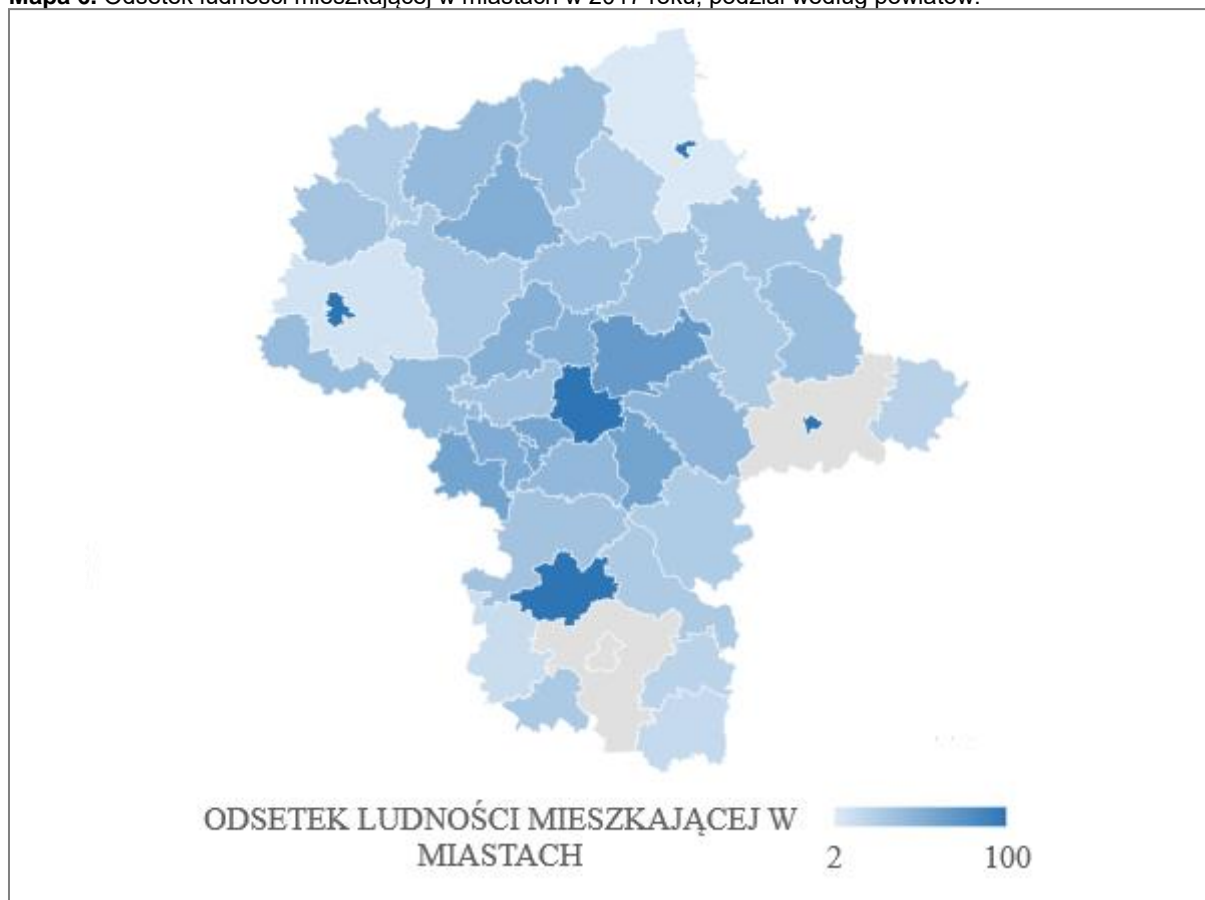 Mapa 6. Odsetek ludności mieszkającej w miastach w 2017 roku, podział według powiatów.
ODSETEK LUDNOŚCI MIESZKAJĄCEJ W
MIASTACH
2 100